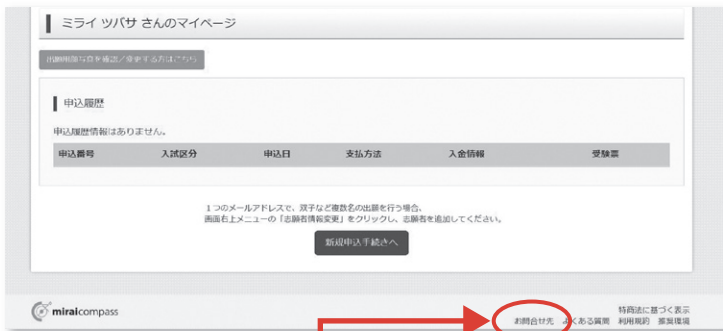 ミライ ツバサ さんのマイページ
出願用顔写真を確認／変更する方はこちら
申込履歴
申込履歴情報はありません。
申込番号 入試区分 申込日 支払方法 入金情報 受験票
１つのメールアドレスで、双子など複数名の出願を行う場合、
画面右上メニューの「志願者情報変更」をクリックし、志願者を追加してください。
新規申込手続きへ
miraicompass
特商法に基づく表示
お問合せ先 よくある質問 利用規約 推奨環境